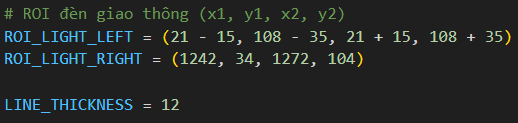 # ROI đèn giao thông (x1, y1, x2, y2)
ROI_LIGHT_LEFT = (21 - 15, 108 - 35, 21 + 15, 108 + 35)
ROI_LIGHT_RIGHT = (1242, 34, 1272, 104)
LINE_THICKNESS = 12